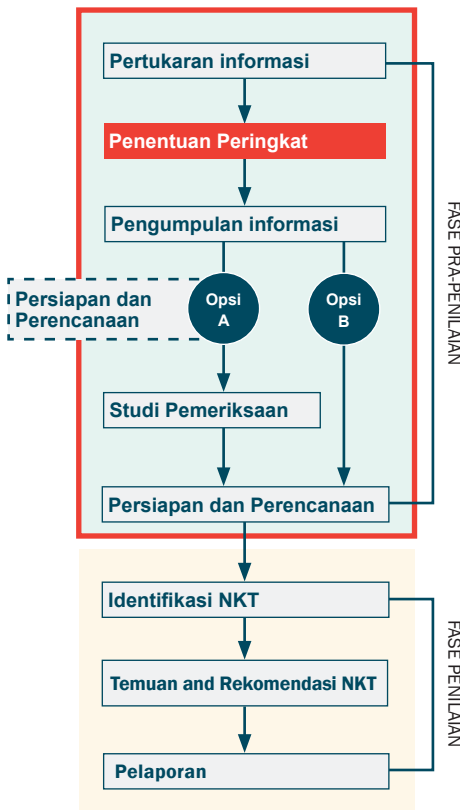 Pertukaran informasi
Penentuan Peringkat
Pengumpulan informasi
Persiapan dan
Perencanaan
Opsi
A
Opsi
B
Studi Pemeriksaan
Persiapan dan Perencanaan
FASE PRA-PENILAIAN
Identifikasi NKT
Temuan and Rekomendasi NKT
Pelaporan
FASE PENILAIAN